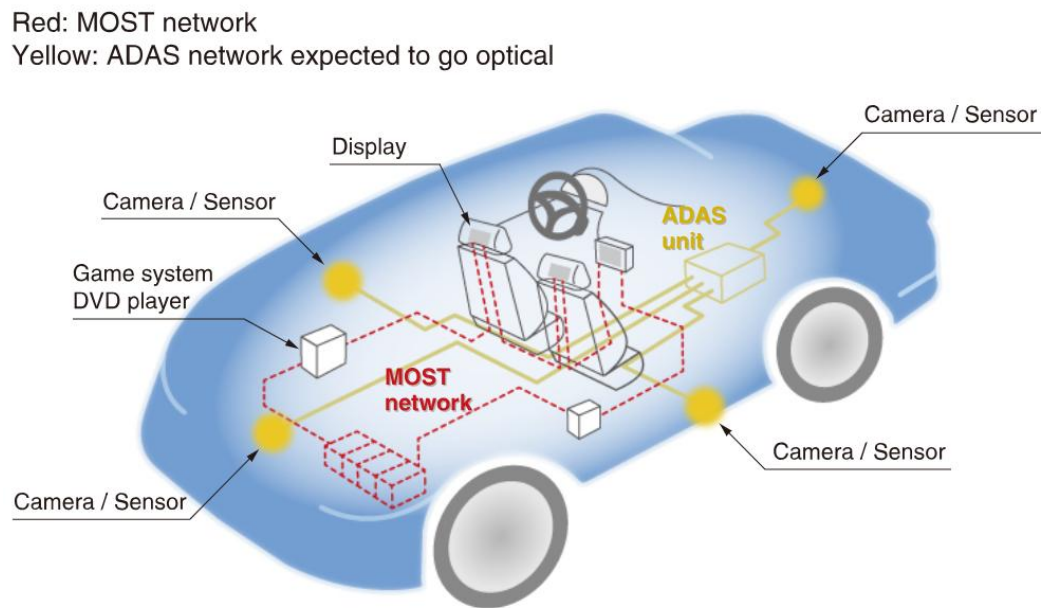 Red: MOST network
Yellow: ADAS network expected to go optical
Camera / Sensor
Display
Camera / Sensor
ADAS
unit
Game system
DVD player
MOST
network
Camera / Sensor
Camera / Sensor